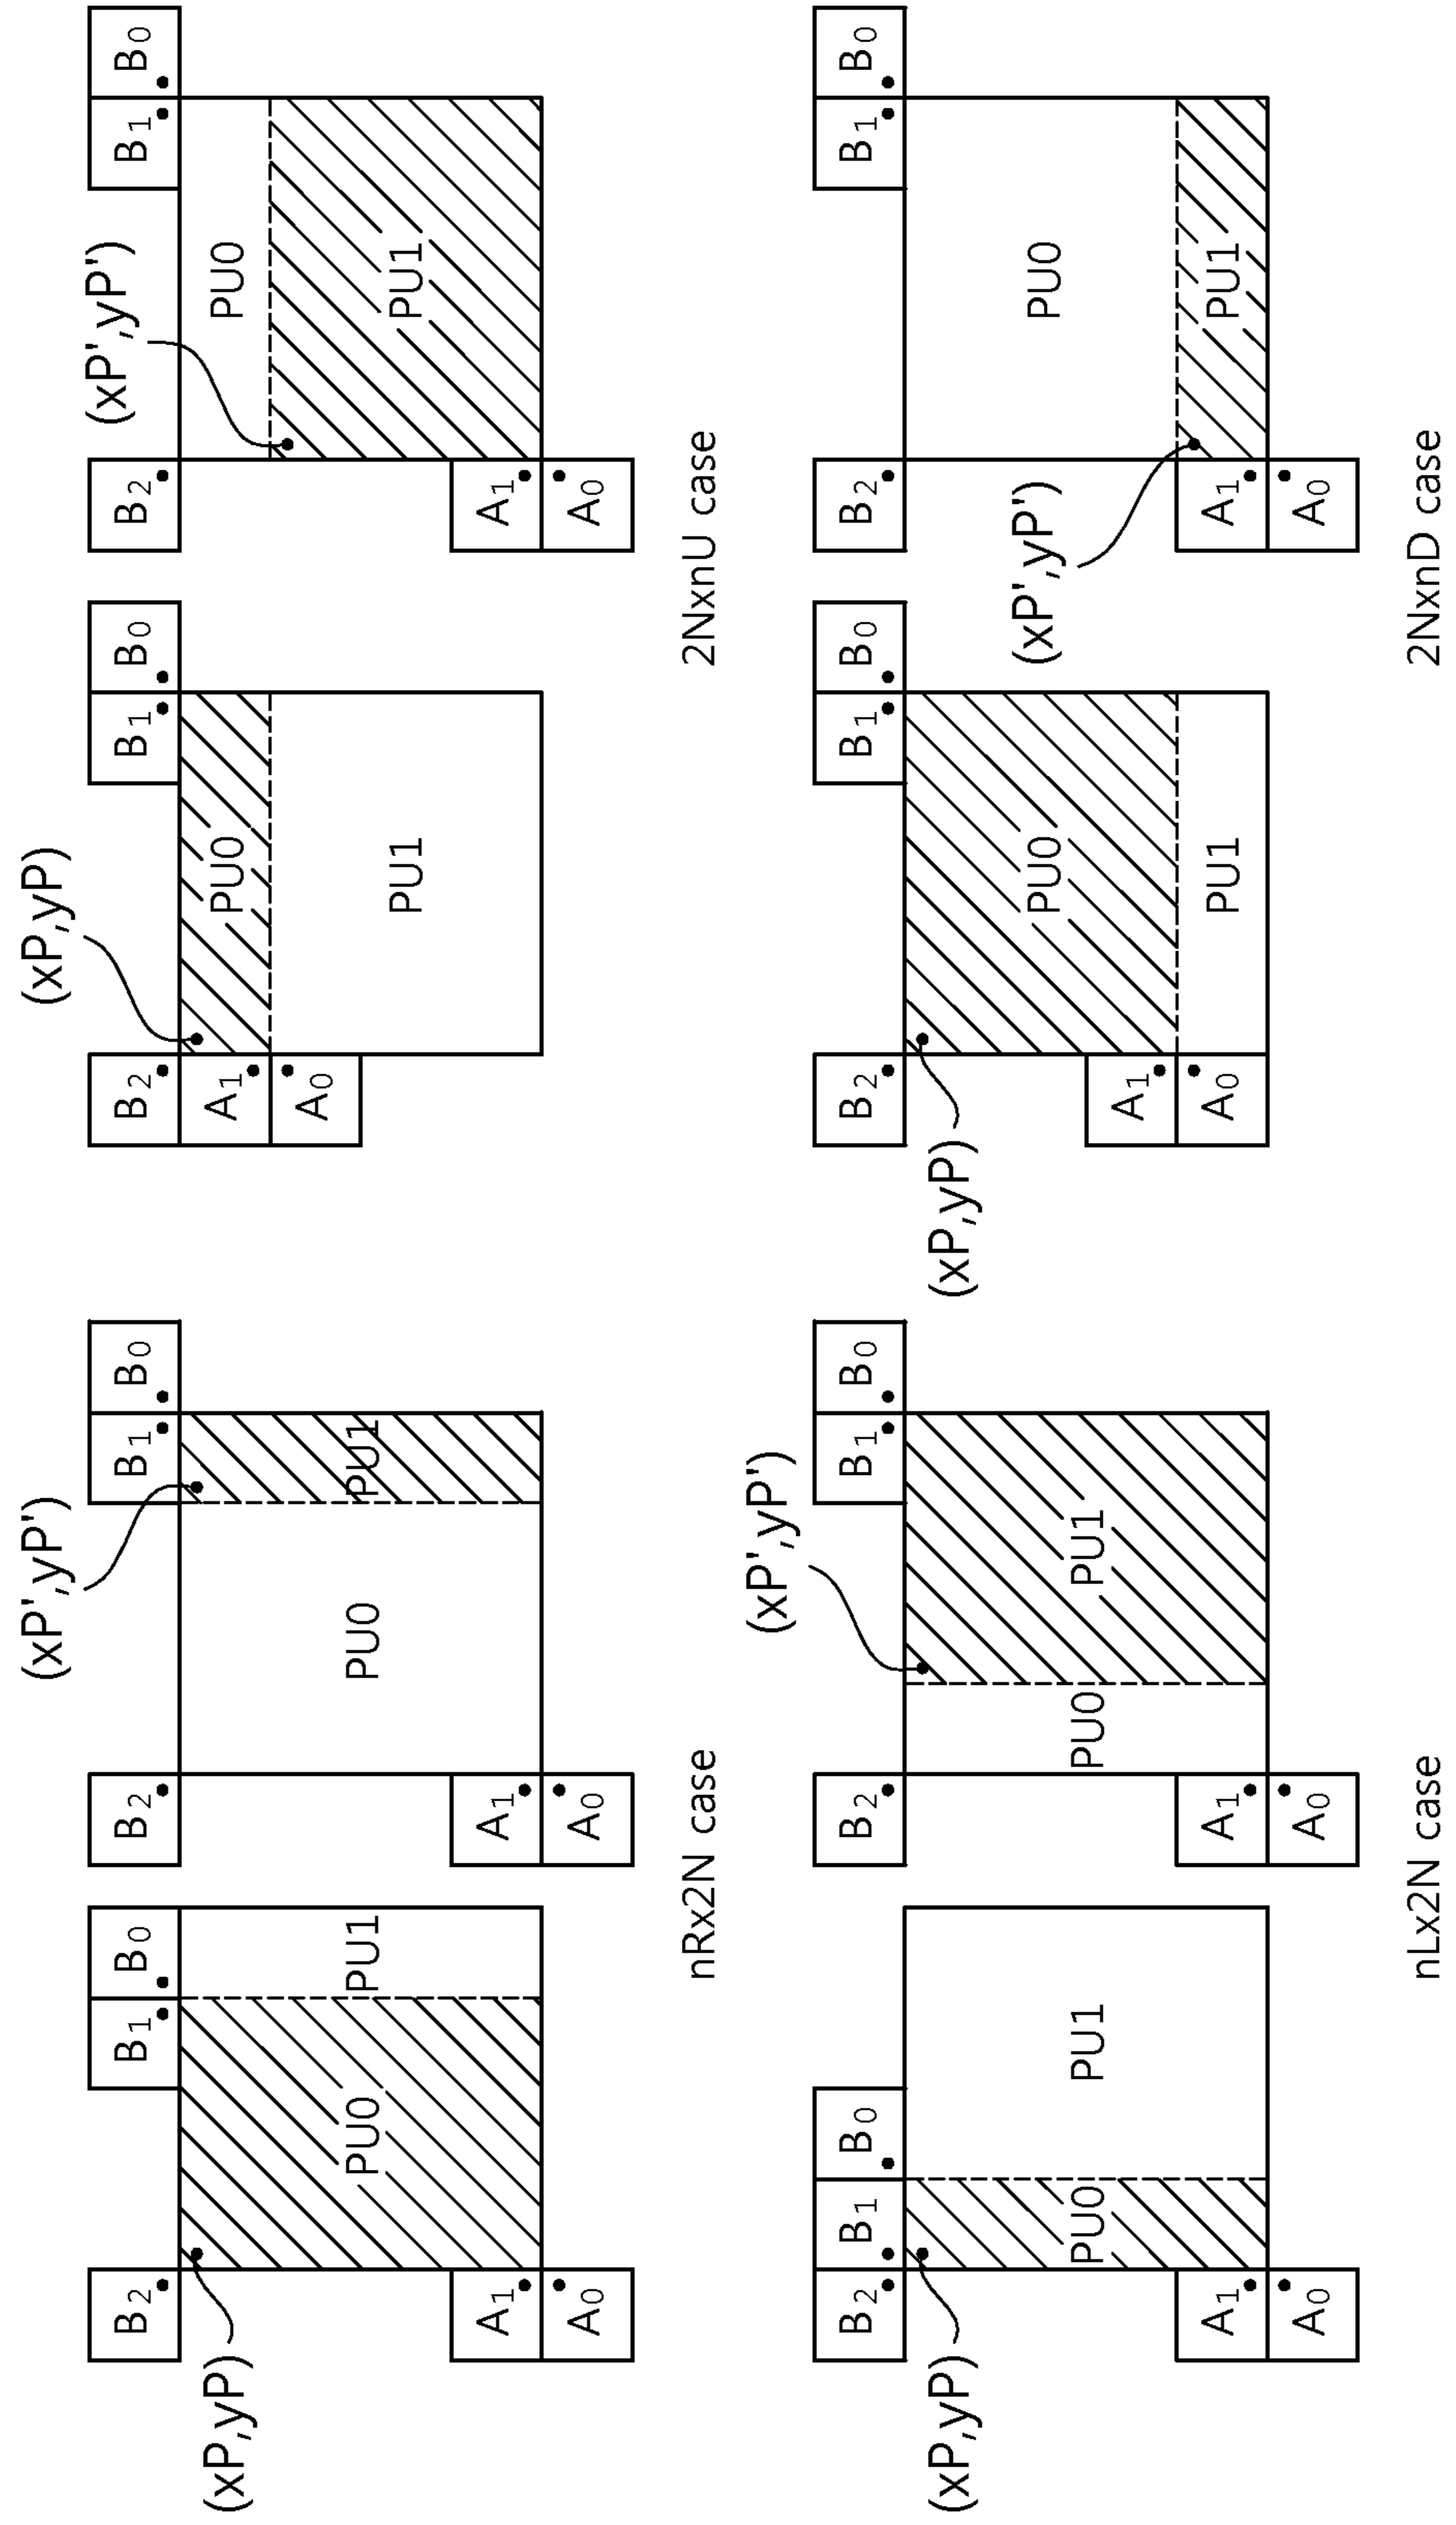 B2 B1 B0
(xP,yP)
PU0 PU1
A1
A0
(xP',yP')
B2 B1 B0
PU0 PU1
A1
A0
nRx2N case
(xP,yP)
B2 B1 B0
A1 PU0
A0
PU1
(xP',yP')
B2 B1 B0
PU0
PU1
A1
A0
2NxnU case
B2 B1 B0
(xP,yP)
PU0 PU1
A1
A0
(xP',yP')
B2 B1 B0
PU0 PU1
A1
A0
nLx2N case
B2 B1 B0
(xP,yP)
PU0
A1
A0 PU1
B2 B1 B0
PU0
(xP',yP')
A1 PU1
A0
2NxnD case